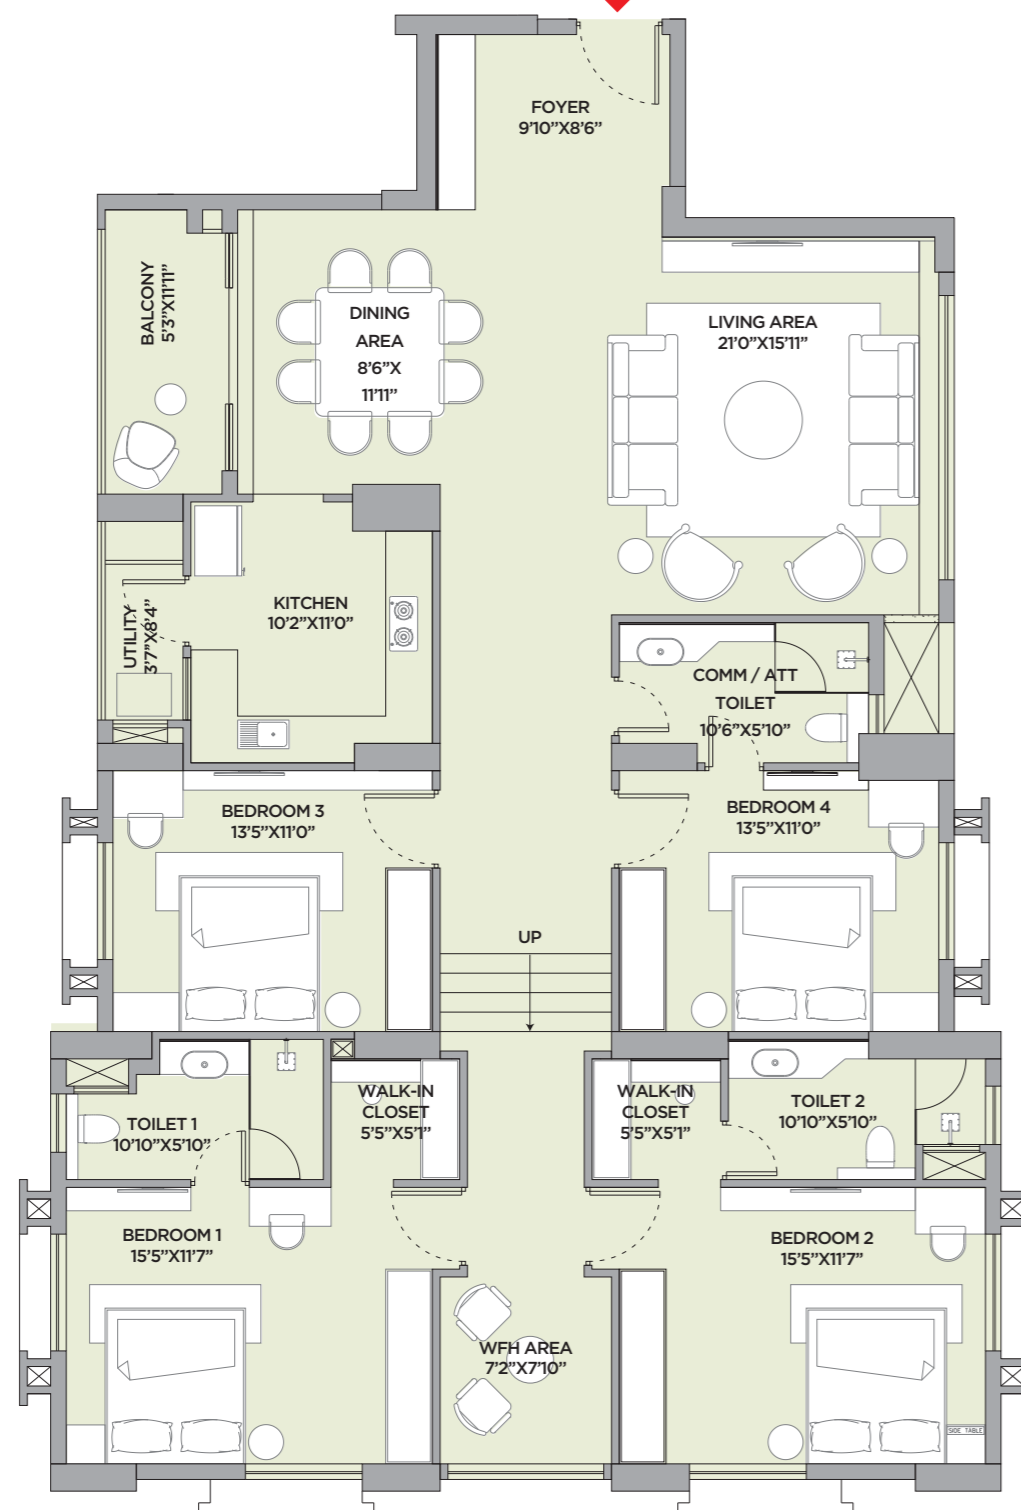 FOYER
9'10”X8'6”
BALCONY
5'3”X11'11”
DINING
AREA
8'6”X
11'11”
LIVING AREA
21'0”X15'11”
KITCHEN
10'2”X11'0”
UTILITY
3'7”X8'4”
COMM / ATT
TOILET
10'6”X5'10”
BEDROOM 3
13'5”X11'0”
BEDROOM 4
13'5”X11'0”
UP
TOILET 1
10'10”X5'10”
WALK-IN
CLOSET
5'5”X5'1”
WALK-IN
CLOSET
5'5”X5'1”
TOILET 2
10'10”X5'10”
BEDROOM 1
15'5”X11'7”
BEDROOM 2
15'5”X11'7”
WFH AREA
7'2”X7'10”
SIDE TABLE